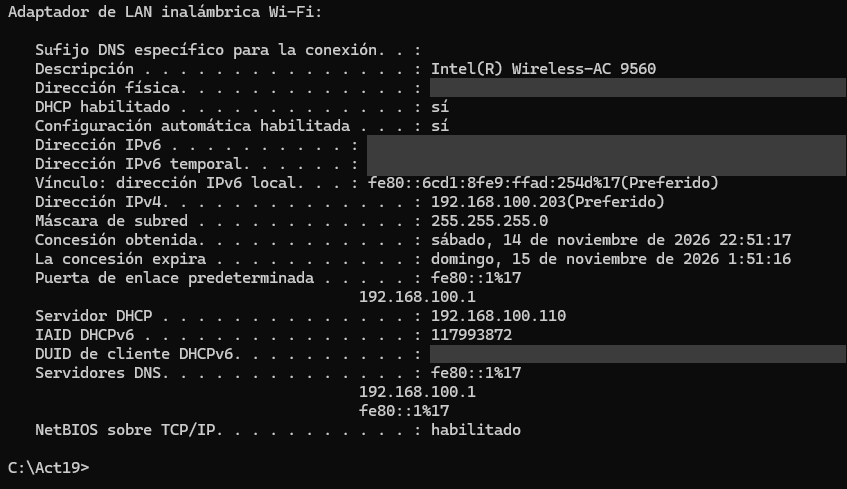 Adaptador de LAN inalámbrica Wi-Fi:
Sufijo DNS específico para la conexión. . :
Descripción . . . . . . . . . . . . . . . : Intel(R) Wireless-AC 9560
Dirección física. . . . . . . . . . . . . :
DHCP habilitado . . . . . . . . . . . . . : sí
Configuración automática habilitada . . . : sí
Dirección IPv6 . . . . . . . . . . :
Dirección IPv6 temporal. . . . . . :
Vínculo: dirección IPv6 local. . . : fe80::6cd1:8fe9:ffad:254d%17(Preferido)
Dirección IPv4. . . . . . . . . . . . . . : 192.168.100.203(Preferido)
Máscara de subred . . . . . . . . . . . . : 255.255.255.0
Concesión obtenida. . . . . . . . . . . . : sábado, 14 de noviembre de 2026 22:51:17
La concesión expira . . . . . . . . . . . : domingo, 15 de noviembre de 2026 1:51:16
Puerta de enlace predeterminada . . . . . : fe80::1%17
192.168.100.1
Servidor DHCP . . . . . . . . . . . . . . : 192.168.100.110
IAID DHCPv6 . . . . . . . . . . . . . . . : 117993872
DUID de cliente DHCPv6. . . . . . . . . . :
Servidores DNS. . . . . . . . . . . . . . : fe80::1%17
192.168.100.1
fe80::1%17
NetBIOS sobre TCP/IP. . . . . . . . . . . : habilitado
C:\Act19>